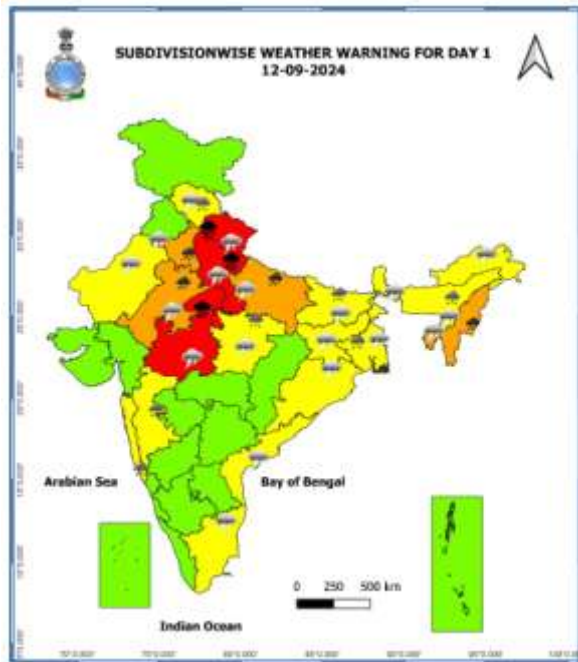 SUBDIVISIONWISE WEATHER WARNING FOR DAY 1
12-09-2024
Arabian Sea
Bay of Bengal
0 250 500 km
Indian Ocean